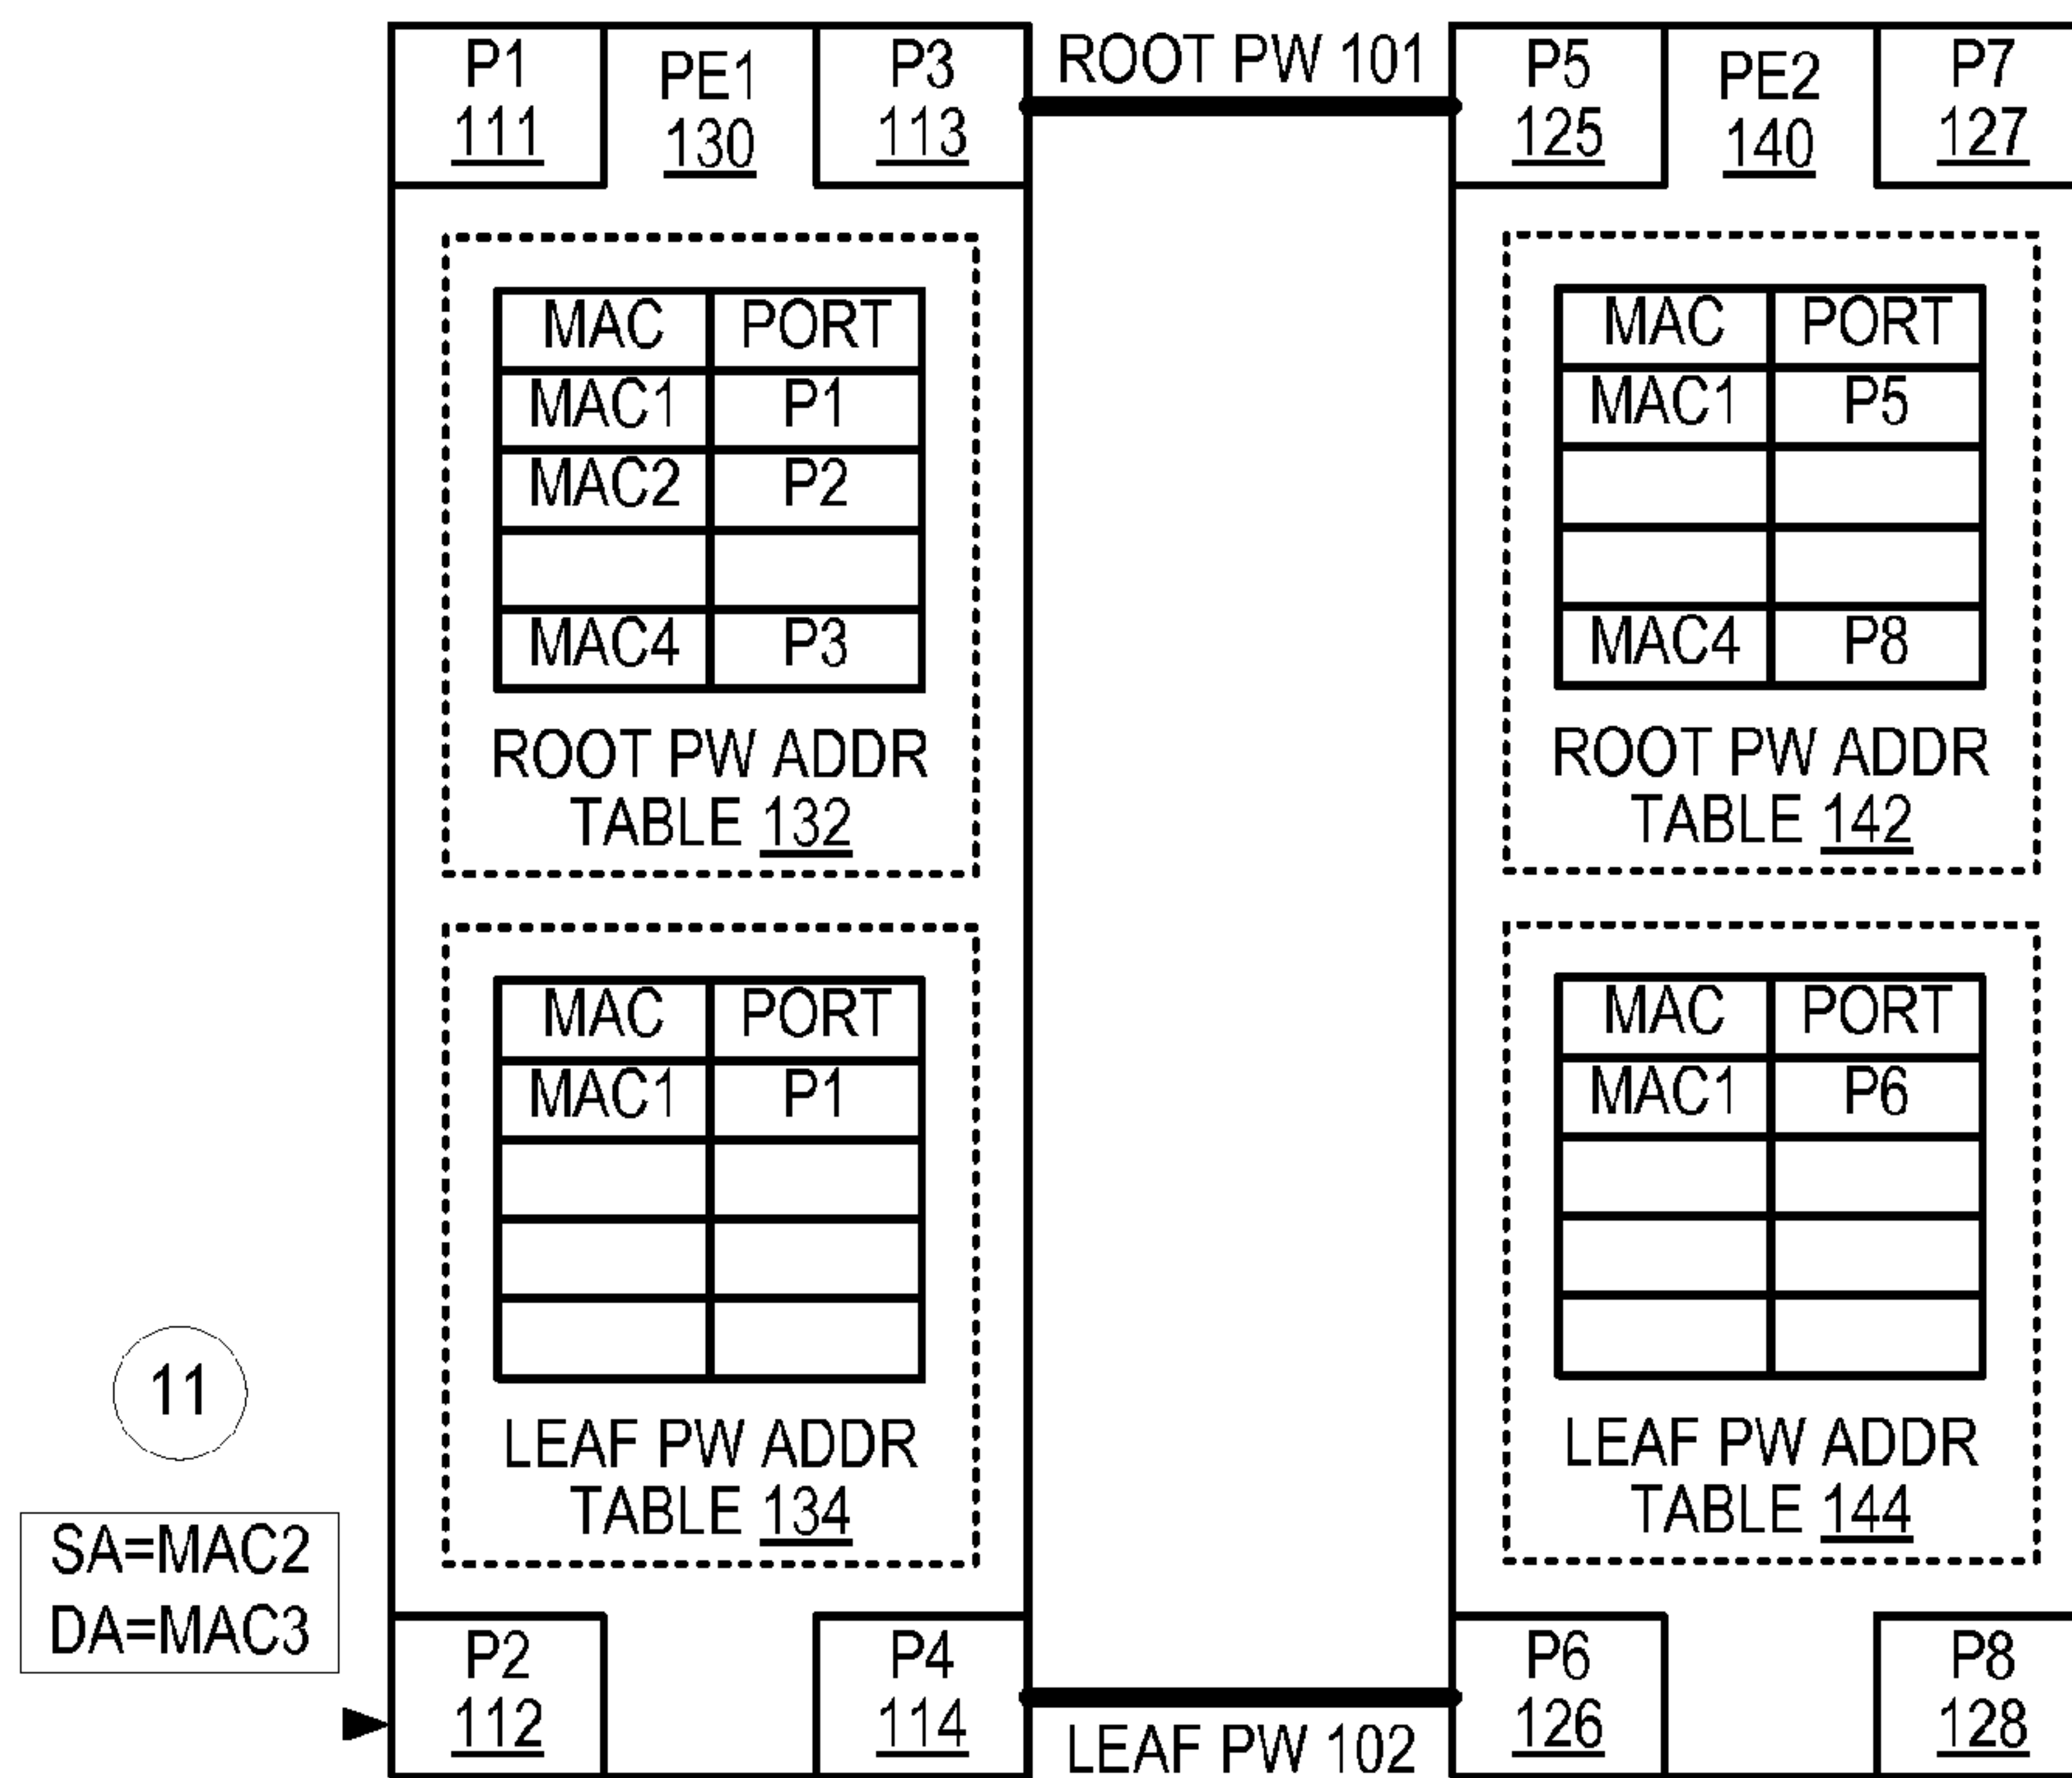 P1
111
PE1
130
P3
113
ROOT PW 101
P5
125
PE2
140
P7
127
MAC PORT
MAC1 P1
MAC2 P2
MAC4 P3
ROOT PW ADDR
TABLE 132
MAC PORT
MAC1 P5
MAC4 P8
ROOT PW ADDR
TABLE 142
MAC PORT
MAC1 P1
LEAF PW ADDR
TABLE 134
MAC PORT
MAC1 P6
LEAF PW ADDR
TABLE 144
11
SA=MAC2
DA=MAC3
P2
112
P4
114
LEAF PW 102
P6
126
P8
128